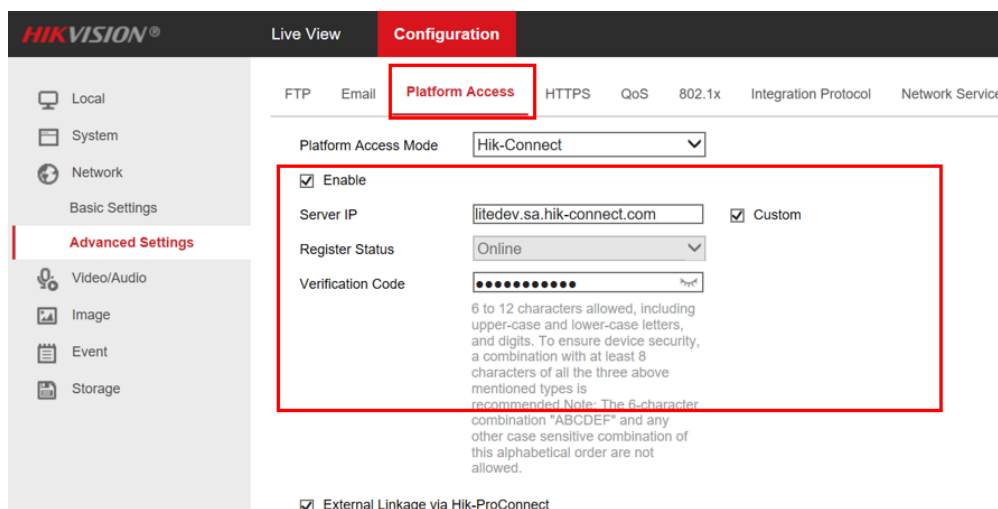 HIKVISION®
Live View Configuration
Local
System
Network
Basic Settings
Advanced Settings
Video/Audio
Image
Event
Storage
FTP Email Platform Access HTTPS QoS 802.1x Integration Protocol Network Service
Platform Access Mode Hik-Connect
Enable
Server IP litedev.sa.hik-connect.com Custom
Register Status Online
Verification Code ●●●●●●●●●●●
6 to 12 characters allowed, including
upper-case and lower-case letters,
and digits. To ensure device security,
a combination with at least 8
characters of all the three above
mentioned types is
recommended.Note: The 6-character
combination "ABCDEF" and any
other case sensitive combination of
this alphabetical order are not
allowed.
External Linkage via Hik-ProConnect